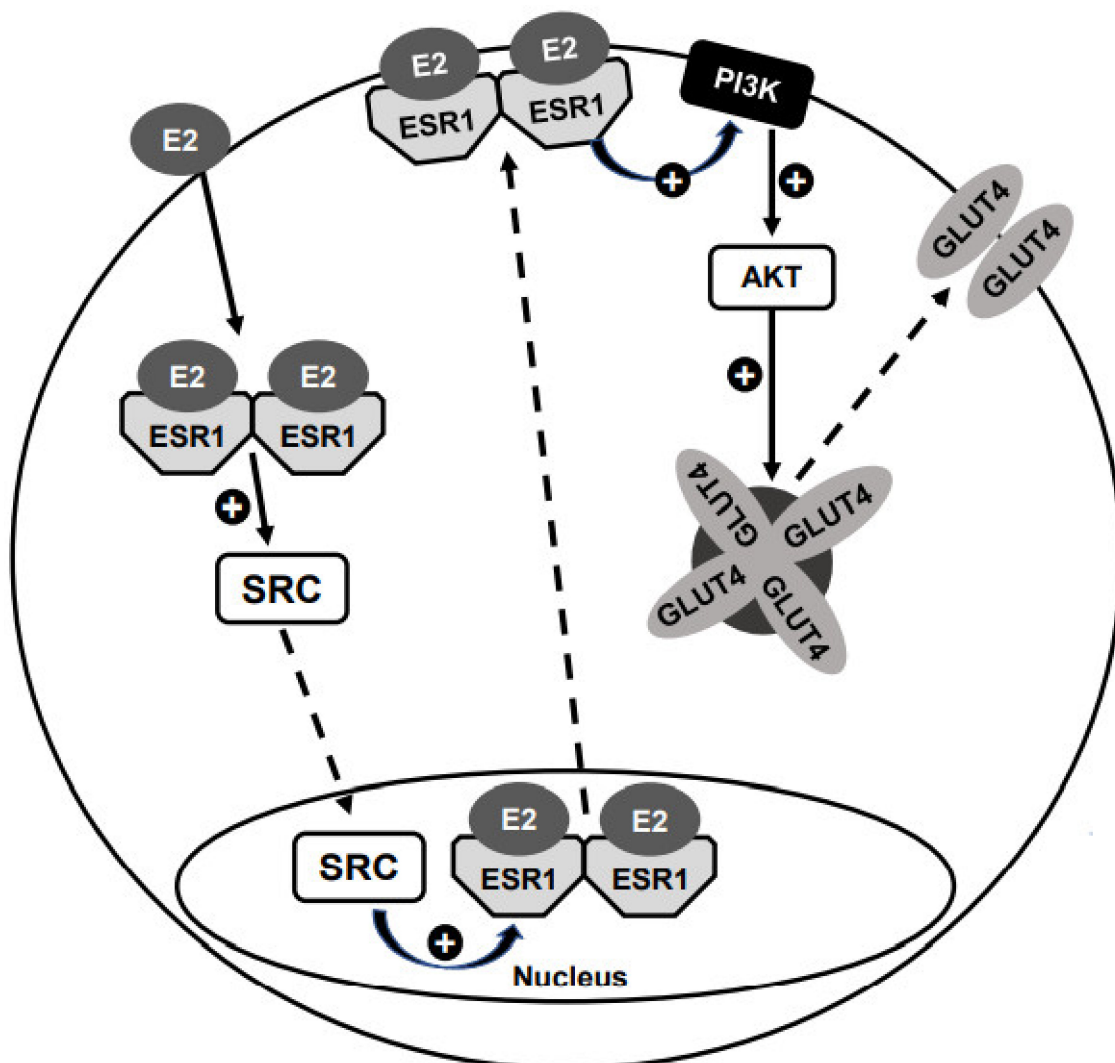 E2
E2
PI3K
ESR1
ESR1
E2
+
+
GLUT4
GLUT4
AKT
E2
E2
+
ESR1
ESR1
GLUT4
GLUT4
GLUT4
GLUT4
+
SRC
E2
E2
SRC
ESR1
ESR1
+
Nucleus